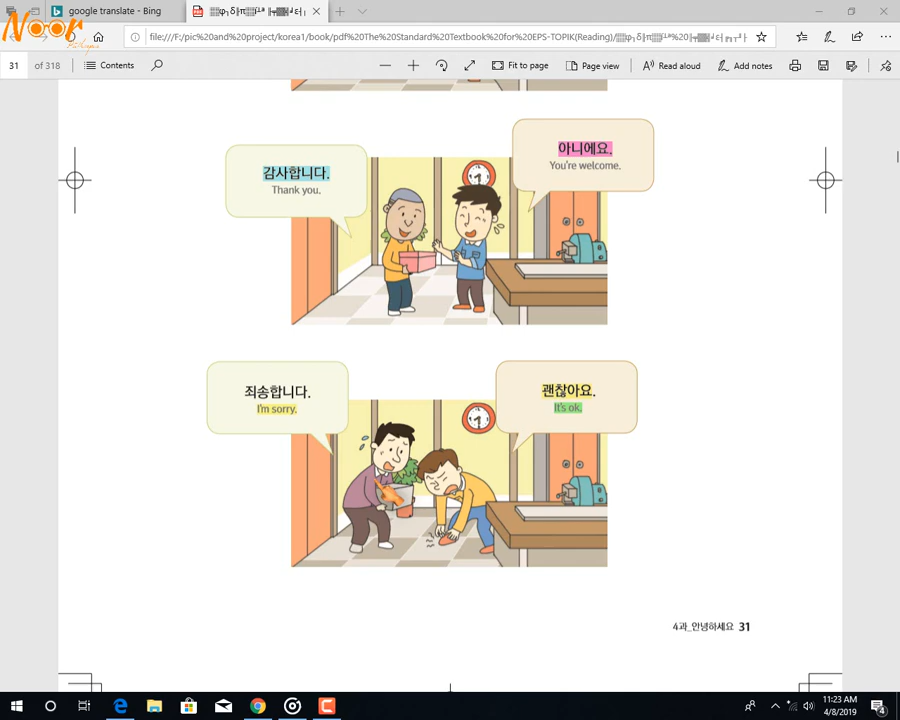 google translate - Bing
Noor
file:///F:/pic%20and%20project/korea1/book/pdf%20The%20Standard%20Textbook%20for%20EPS-TOPIK(Reading)/
31 of 318
Contents
Fit to page
Page view
Read aloud
Add notes
아니에요.
You're welcome.
감사합니다.
Thank you.
죄송합니다.
I'm sorry.
괜찮아요.
It's ok.
4과_안녕하세요 31
11:23 AM
4/8/2019
4